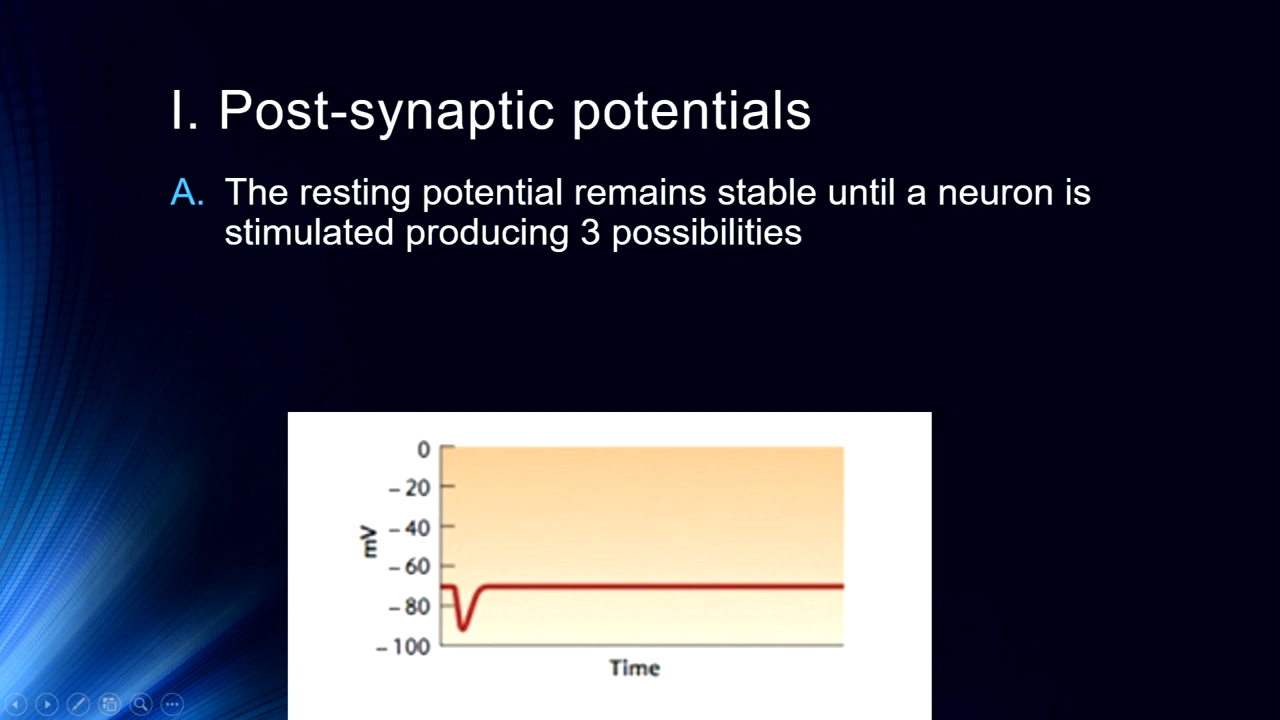 I. Post-synaptic potentials
A. The resting potential remains stable until a neuron is
stimulated producing 3 possibilities
0
– 20
– 40
– 60
– 80
– 100
mV
Time